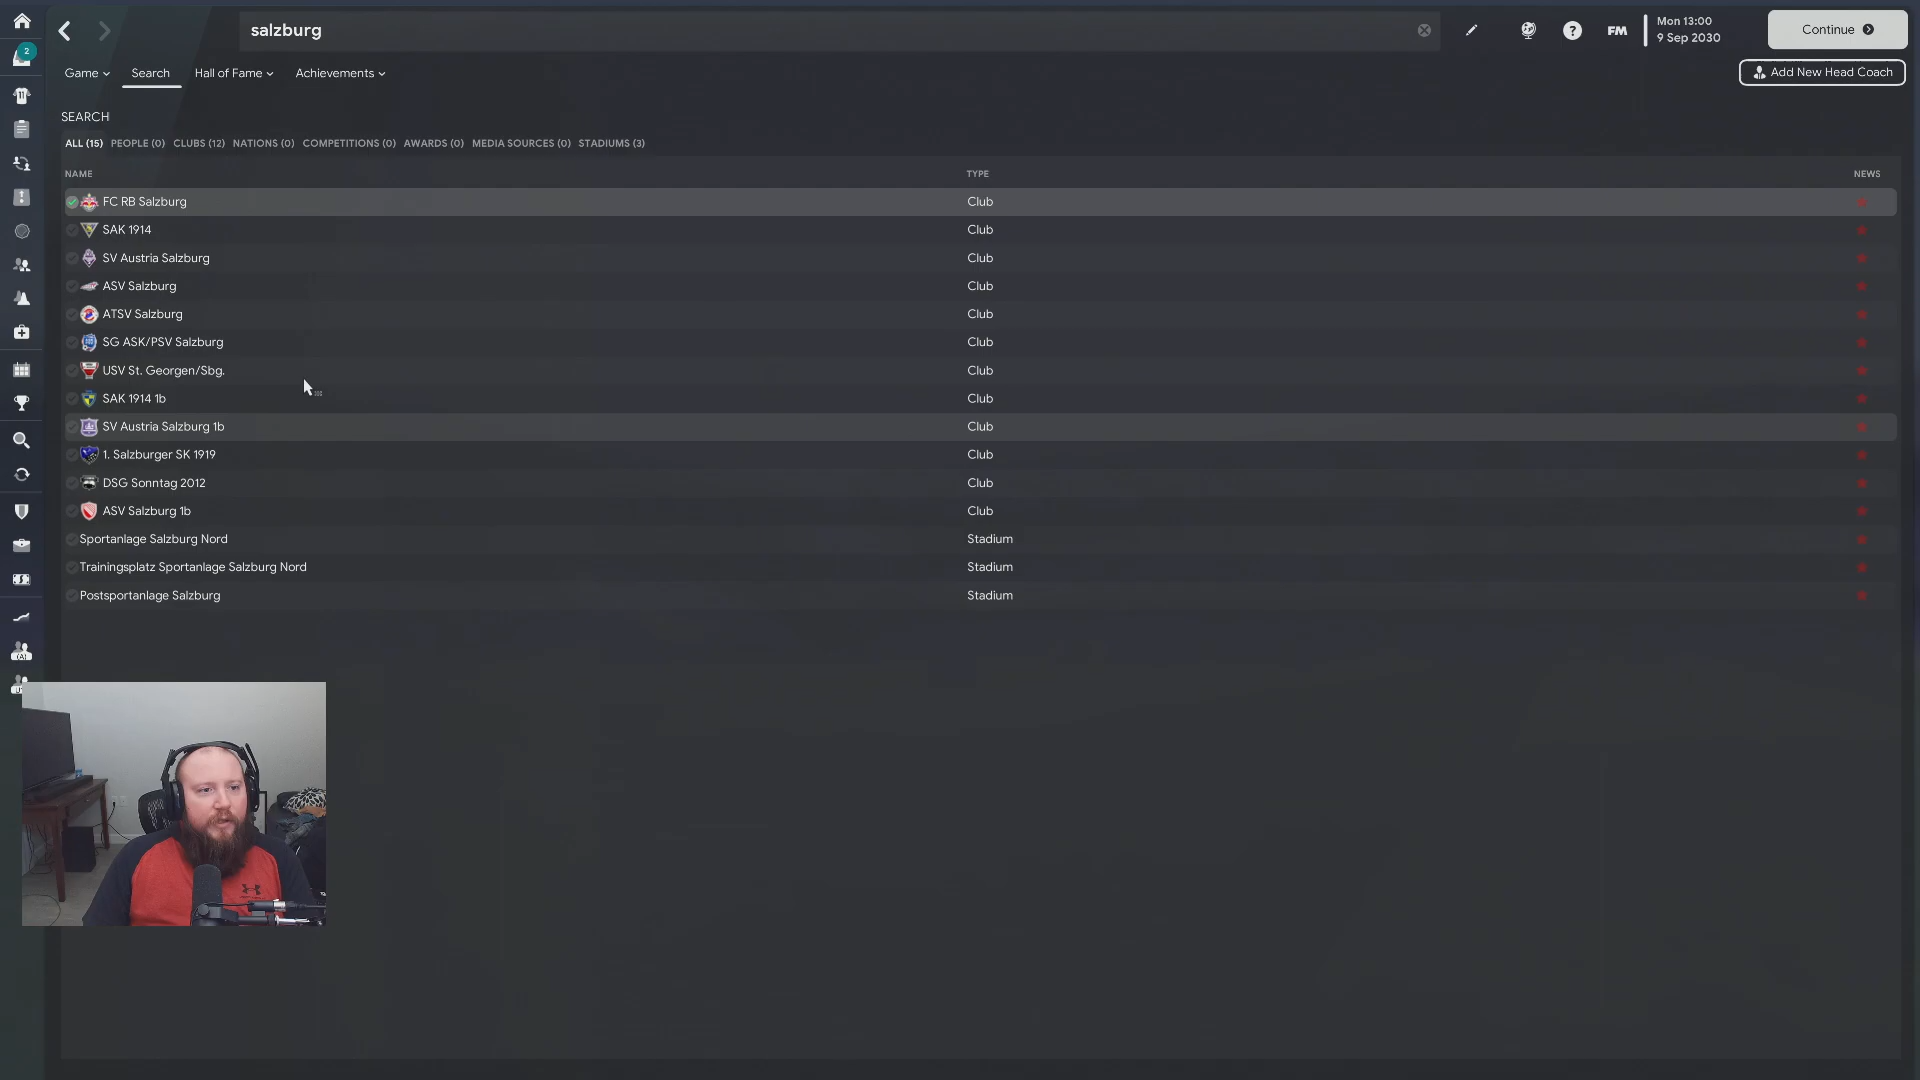 salzburg
FM
Mon 13:00
9 Sep 2030
Continue
2
Game
Search
Hall of Fame
Achievements
Add New Head Coach
SEARCH
ALL (15)
PEOPLE (0)
CLUBS (12)
NATIONS (0)
COMPETITIONS (0)
AWARDS (0)
MEDIA SOURCES (0)
STADIUMS (3)
NAME TYPE NEWS
FC RB Salzburg Club
SAK 1914 Club
SV Austria Salzburg Club
ASV Salzburg Club
ATSV Salzburg Club
SG ASK/PSV Salzburg Club
USV St. Georgen/Sbg. Club
SAK 1914 1b Club
SV Austria Salzburg 1b Club
1. Salzburger SK 1919 Club
DSG Sonntag 2012 Club
ASV Salzburg 1b Club
Sportanlage Salzburg Nord Stadium
Trainingsplatz Sportanlage Salzburg Nord Stadium
Postsportanlage Salzburg Stadium